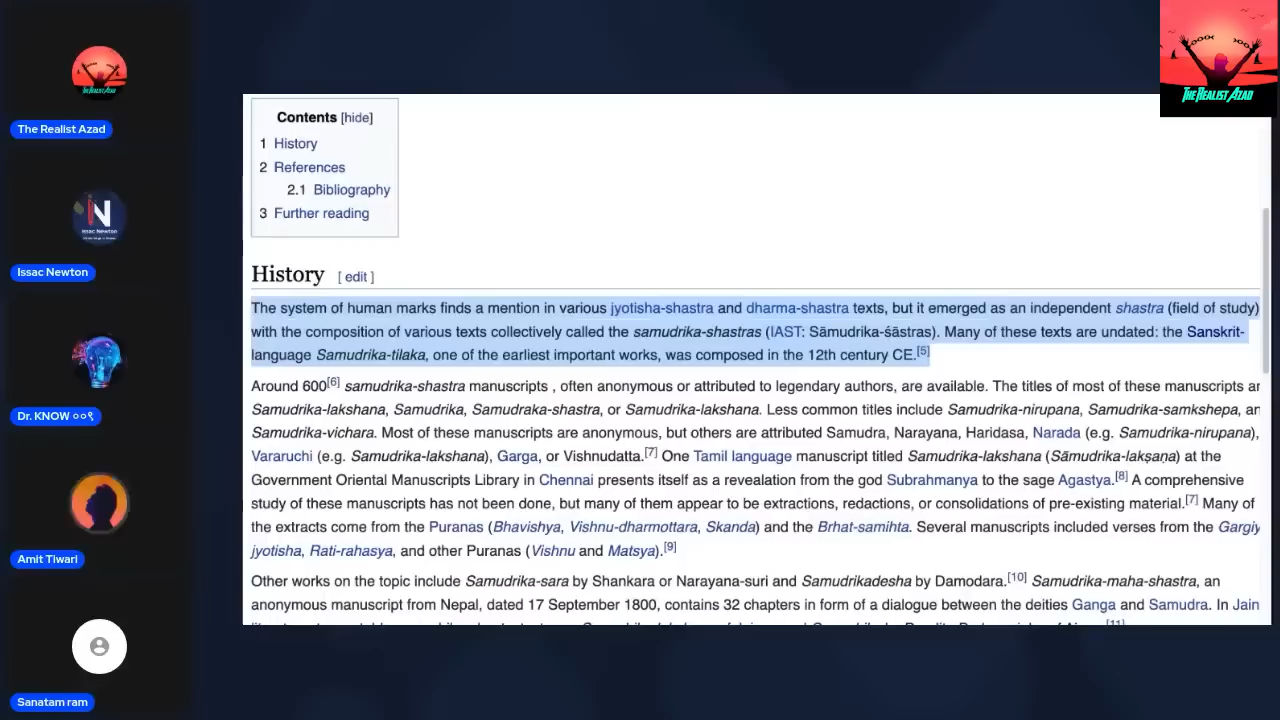 The Realist Azad
Issac Newton
Dr. KNOW ००९
Amit Tiwari
Sanatam ram
TheRealistAzad
Contents [hide]
1 History
2 References
2.1 Bibliography
3 Further reading
History [ edit ]
The system of human marks finds a mention in various jyotisha-shastra and dharma-shastra texts, but it emerged as an independent shastra (field of study)
with the composition of various texts collectively called the samudrika-shastras (IAST: Sāmudrika-śāstras). Many of these texts are undated: the Sanskrit-
language Samudrika-tilaka, one of the earliest important works, was composed in the 12th century CE.[5]
Around 600[6] samudrika-shastra manuscripts , often anonymous or attributed to legendary authors, are available. The titles of most of these manuscripts ar
Samudrika-lakshana, Samudrika, Samudraka-shastra, or Samudrika-lakshana. Less common titles include Samudrika-nirupana, Samudrika-samkshepa, an
Samudrika-vichara. Most of these manuscripts are anonymous, but others are attributed Samudra, Narayana, Haridasa, Narada (e.g. Samudrika-nirupana),
Vararuchi (e.g. Samudrika-lakshana), Garga, or Vishnudatta.[7] One Tamil language manuscript titled Samudrika-lakshana (Sāmudrika-lakṣaṇa) at the
Government Oriental Manuscripts Library in Chennai presents itself as a revealation from the god Subrahmanya to the sage Agastya.[8] A comprehensive
study of these manuscripts has not been done, but many of them appear to be extractions, redactions, or consolidations of pre-existing material.[7] Many of
the extracts come from the Puranas (Bhavishya, Vishnu-dharmottara, Skanda) and the Brhat-samihta. Several manuscripts included verses from the Gargiy
jyotisha, Rati-rahasya, and other Puranas (Vishnu and Matsya).[9]
Other works on the topic include Samudrika-sara by Shankara or Narayana-suri and Samudrikadesha by Damodara.[10] Samudrika-maha-shastra, an
anonymous manuscript from Nepal, dated 17 September 1800, contains 32 chapters in form of a dialogue between the deities Ganga and Samudra. In Jain